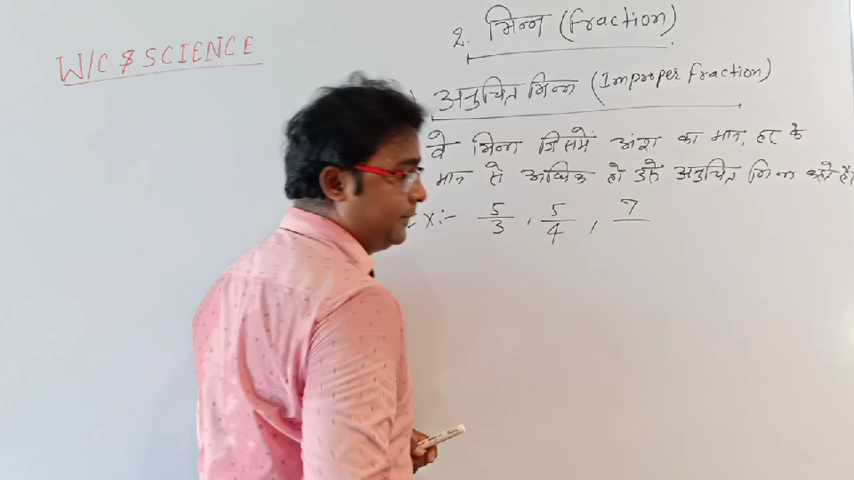 W/C $ SCIENCE
2. भिन्न (Fraction)
अनुचित भिन्न (Improper fraction)
वे भिन्न जिसमें अंश का मान, हर के
मान से अधिक हो उसे अनुचित भिन्न कहते हैं
x:- 5/3, 5/4, 7/